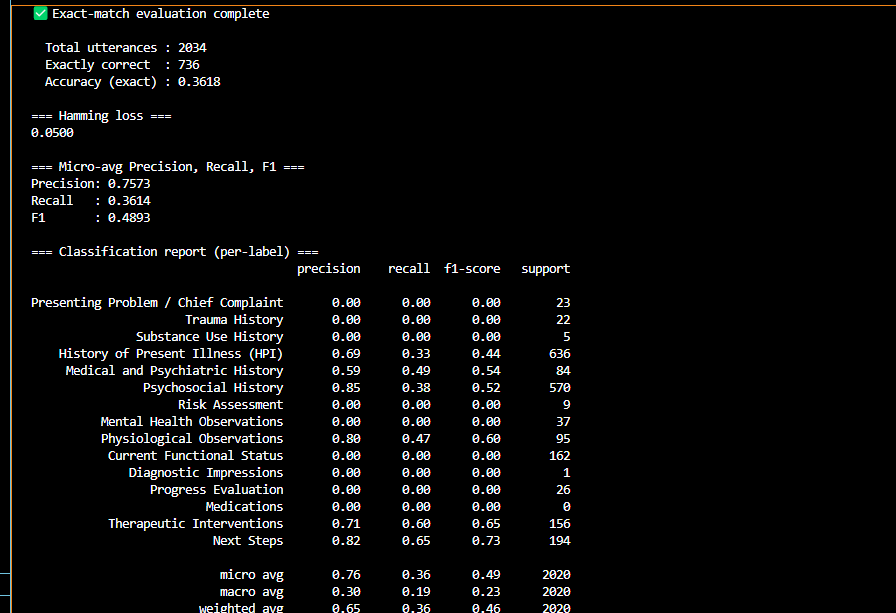 ✅ Exact-match evaluation complete
Total utterances : 2034
Exactly correct : 736
Accuracy (exact) : 0.3618
=== Hamming loss ===
0.0500
=== Micro-avg Precision, Recall, F1 ===
Precision: 0.7573
Recall : 0.3614
F1 : 0.4893
=== Classification report (per-label) ===
precision recall f1-score support
Presenting Problem / Chief Complaint 0.00 0.00 0.00 23
Trauma History 0.00 0.00 0.00 22
Substance Use History 0.00 0.00 0.00 5
History of Present Illness (HPI) 0.69 0.33 0.44 636
Medical and Psychiatric History 0.59 0.49 0.54 84
Psychosocial History 0.85 0.38 0.52 570
Risk Assessment 0.00 0.00 0.00 9
Mental Health Observations 0.00 0.00 0.00 37
Physiological Observations 0.80 0.47 0.60 95
Current Functional Status 0.00 0.00 0.00 162
Diagnostic Impressions 0.00 0.00 0.00 1
Progress Evaluation 0.00 0.00 0.00 26
Medications 0.00 0.00 0.00 0
Therapeutic Interventions 0.71 0.60 0.65 156
Next Steps 0.82 0.65 0.73 194
micro avg 0.76 0.36 0.49 2020
macro avg 0.30 0.19 0.23 2020
weighted avg 0.65 0.36 0.46 2020